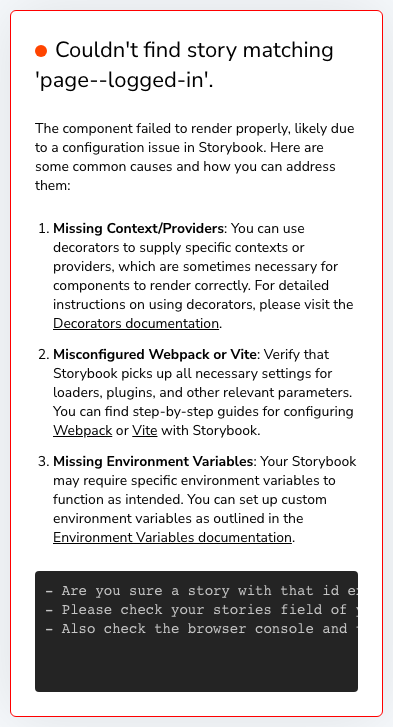 Couldn't find story matching
'page--logged-in'.
The component failed to render properly, likely due
to a configuration issue in Storybook. Here are
some common causes and how you can address
them:
1. Missing Context/Providers: You can use
decorators to supply specific contexts or
providers, which are sometimes necessary for
components to render correctly. For detailed
instructions on using decorators, please visit the
Decorators documentation.
2. Misconfigured Webpack or Vite: Verify that
Storybook picks up all necessary settings for
loaders, plugins, and other relevant parameters.
You can find step-by-step guides for configuring
Webpack or Vite with Storybook.
3. Missing Environment Variables: Your Storybook
may require specific environment variables to
function as intended. You can set up custom
environment variables as outlined in the
Environment Variables documentation.
- Are you sure a story with that id
- Please check your stories field of
- Also check the browser console and